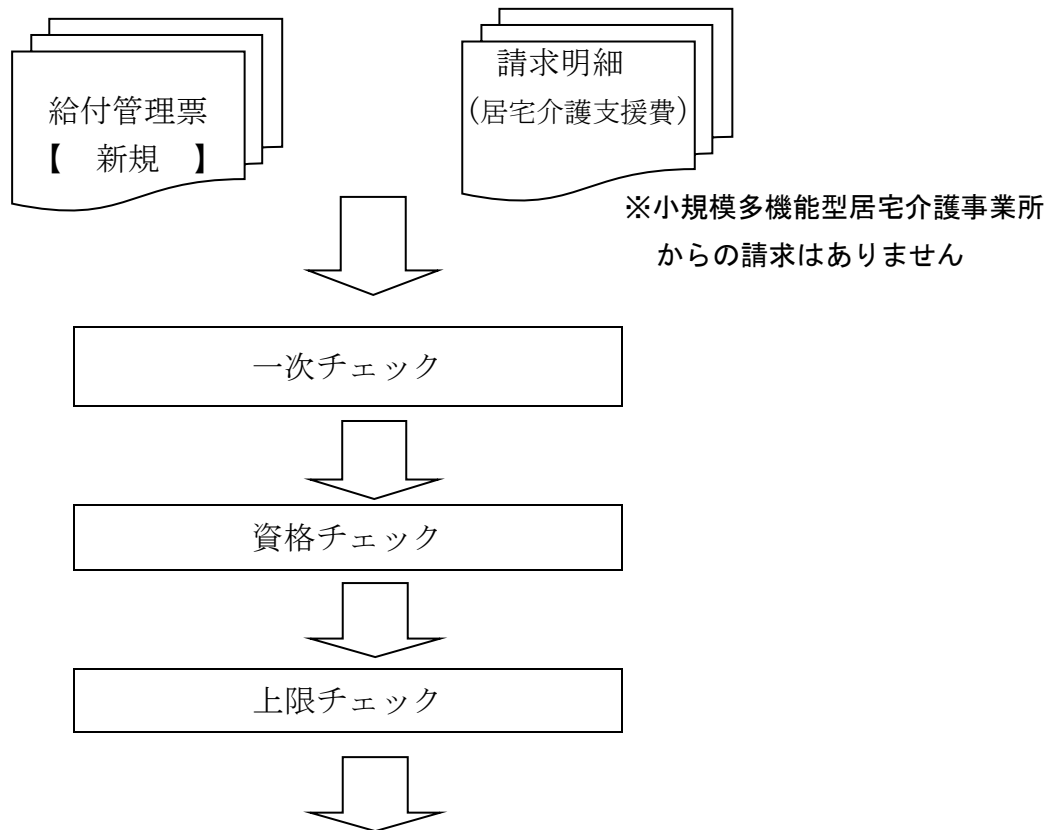 給付管理票
【 新規 】
請求明細
(居宅介護支援費)
※小規模多機能型居宅介護事業所
からの請求はありません
一次チェック
資格チェック
上限チェック